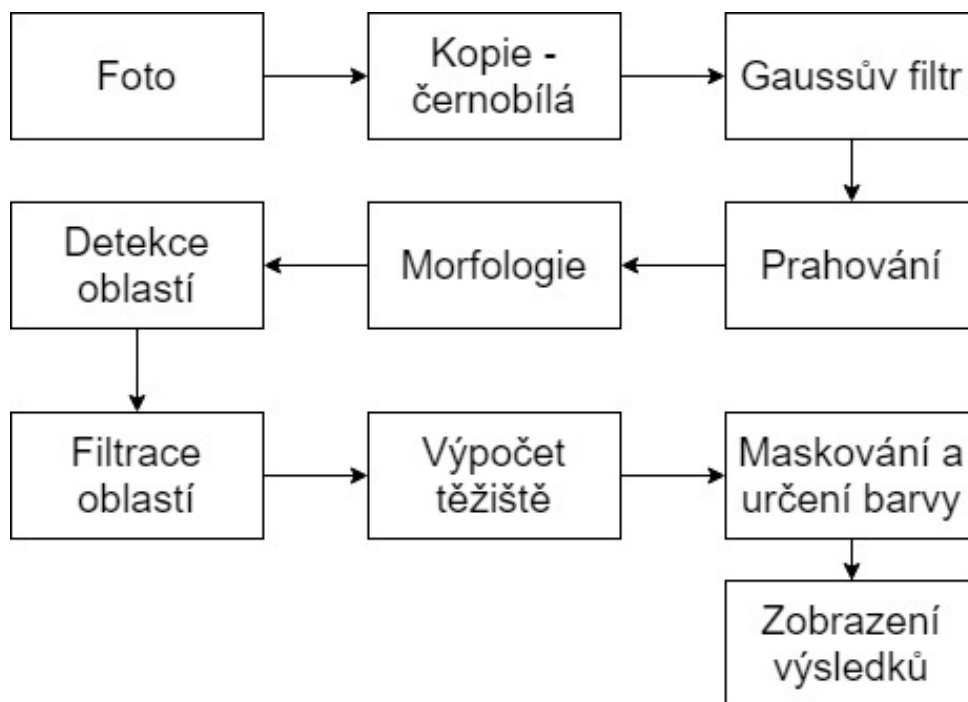 Foto
Kopie -
černobílá
Gaussův filtr
Prahování
Morfologie
Detekce
oblastí
Filtrace
oblastí
Výpočet
těžiště
Maskování a
určení barvy
Zobrazení
výsledků